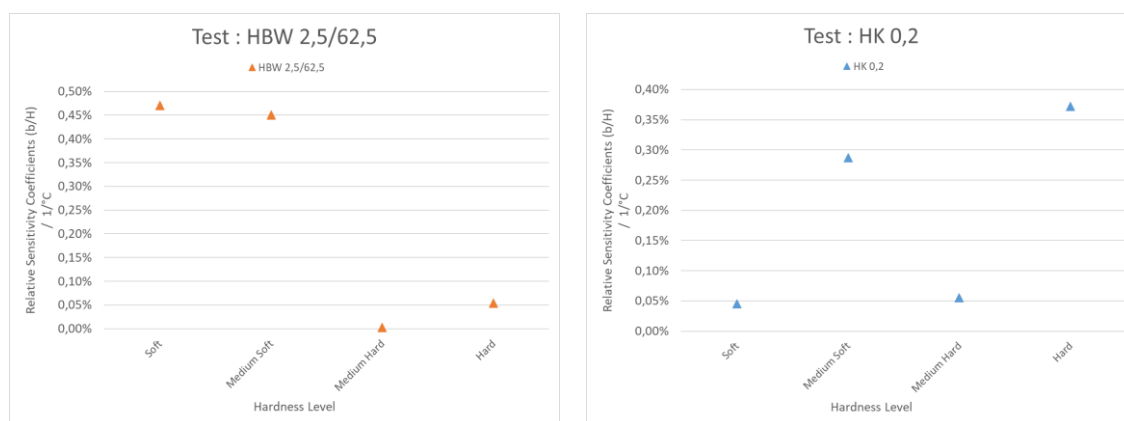 Test : HBW 2,5/62,5
HBW 2,5/62,5
Relative Sensitivity Coefficients (b/H)
/ 1/°C
0,50%
0,45%
0,40%
0,35%
0,30%
0,25%
0,20%
0,15%
0,10%
0,05%
0,00%
Soft
Medium Soft
Medium Hard
Hard
Hardness Level
Test : HK 0,2
HK 0,2
Relative Sensitivity Coefficients (b/H)
/ 1/°C
0,40%
0,35%
0,30%
0,25%
0,20%
0,15%
0,10%
0,05%
0,00%
Soft
Medium Soft
Medium Hard
Hard
Hardness Level